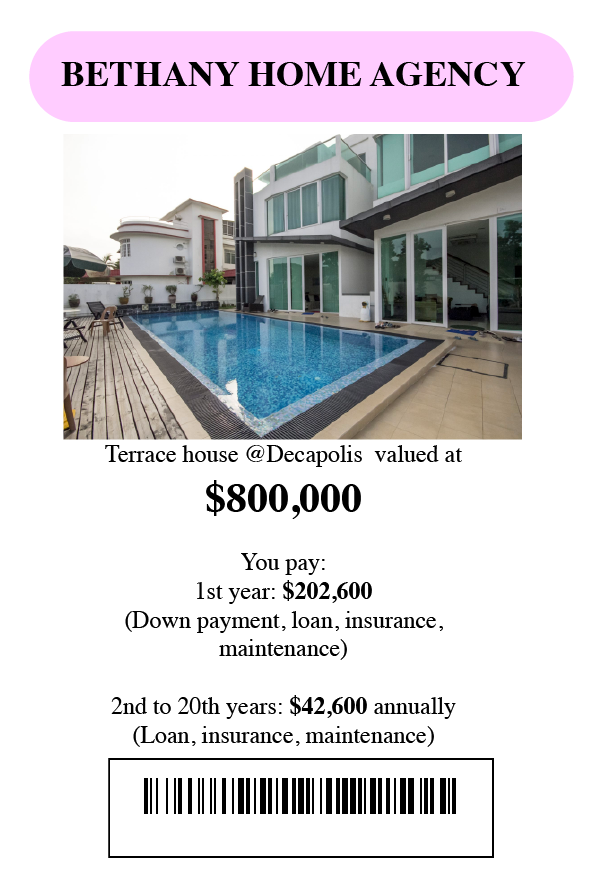 BETHANY HOME AGENCY
Terrace house @Decapolis valued at
$800,000
You pay:
1st year: $202,600
(Down payment, loan, insurance,
maintenance)
2nd to 20th years: $42,600 annually
(Loan, insurance, maintenance)